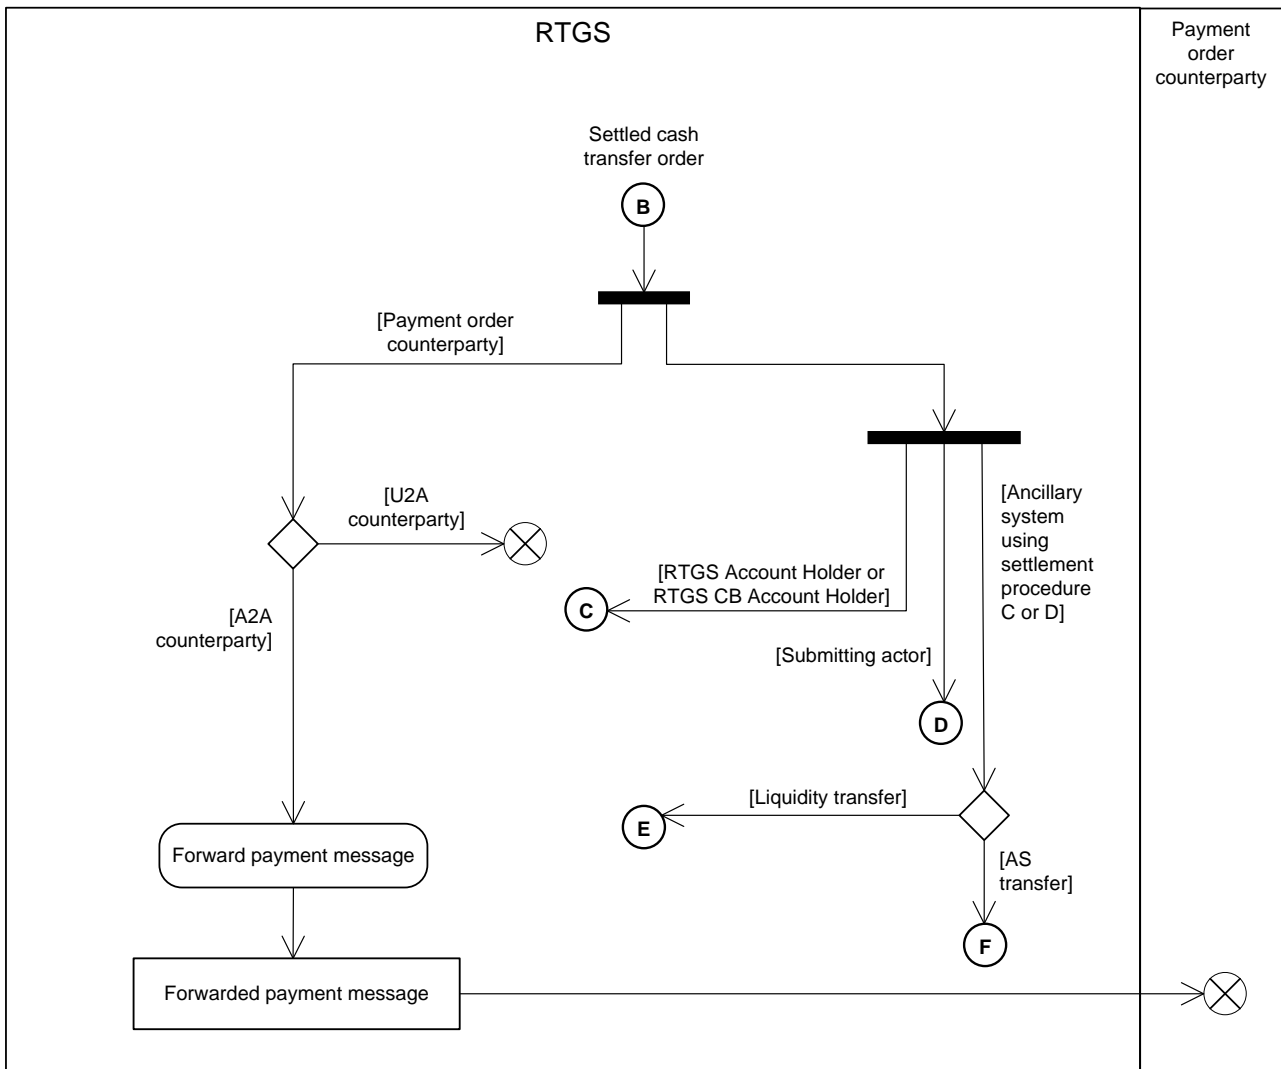 RTGS
Payment
order
counterparty
Settled cash
transfer order
B
[Payment order
counterparty]
[U2A
counterparty]
[Ancillary
system
using
settlement
procedure
C or D]
[RTGS Account Holder or
RTGS CB Account Holder]
C
[A2A
counterparty]
[Submitting actor]
D
[Liquidity transfer]
E
Forward payment message
[AS
transfer]
F
Forwarded payment message